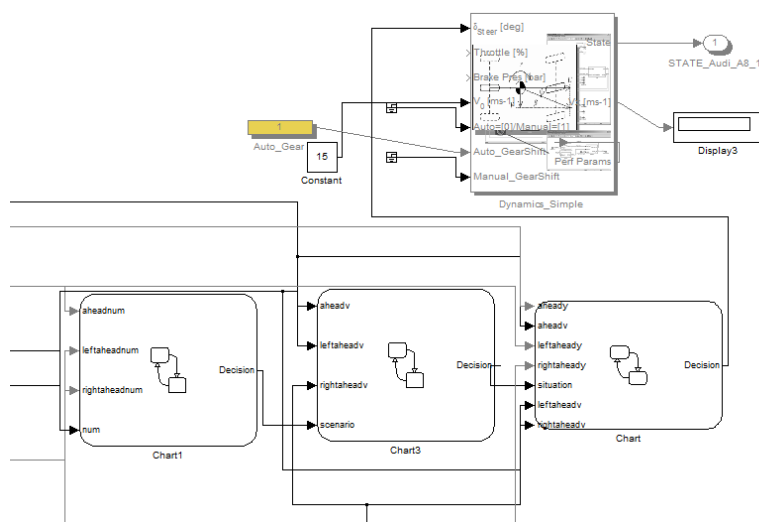 δSteer [deg]
State
Throttle [%]
Brake Pres [bar]
V_0 [ms-1]
[ms-1]
Auto=[0]/Manual=[1]
Auto_GearShift
Perf Params
Manual_GearShift
Dynamics_Simple
1
STATE_Audi_A8_1
Display3
1
Auto_Gear
15
Constant
aheadnum
leftaheadnum
rightaheadnum
num
Decision
Chart1
aheadv
leftaheadv
rightaheadv
scenario
Decision
Chart3
aheady
aheadv
leftaheady
rightaheady
situation
leftaheadv
rightaheadv
Decision
Chart